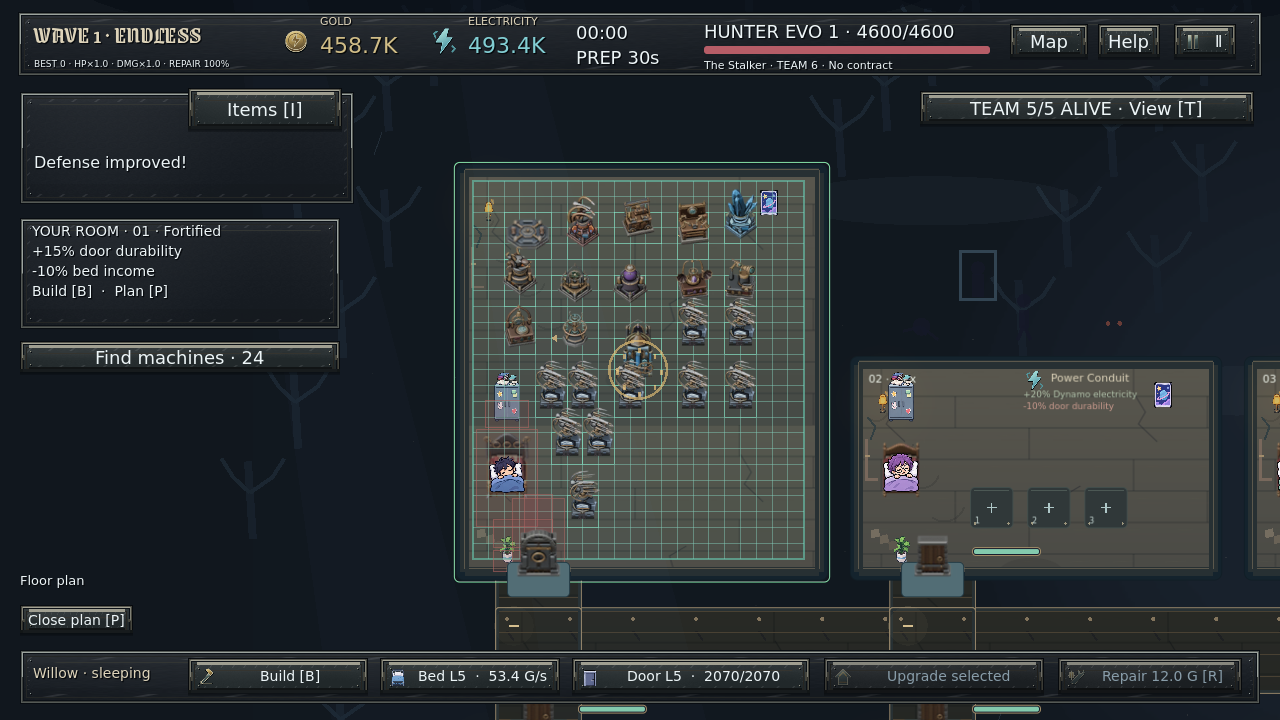 WAVE 1 · ENDLESS
BEST 0 · HP×1.0 · DMG×1.0 · REPAIR 100%
GOLD
458.7K
ELECTRICITY
493.4K
00:00
PREP 30s
HUNTER EVO 1 · 4600/4600
The Stalker · TEAM 6 · No contract
Map
Help
Items [I]
Defense improved!
TEAM 5/5 ALIVE · View [T]
YOUR ROOM · 01 · Fortified
+15% door durability
-10% bed income
Build [B] · Plan [P]
Find machines · 24
02
Power Conduit
+20% Dynamo electricity
-10% door durability
+ + +
1 2 3
03
Floor plan
Close plan [P]
Willow · sleeping
Build [B]
Bed L5 · 53.4 G/s
Door L5 · 2070/2070
Upgrade selected
Repair 12.0 G [R]